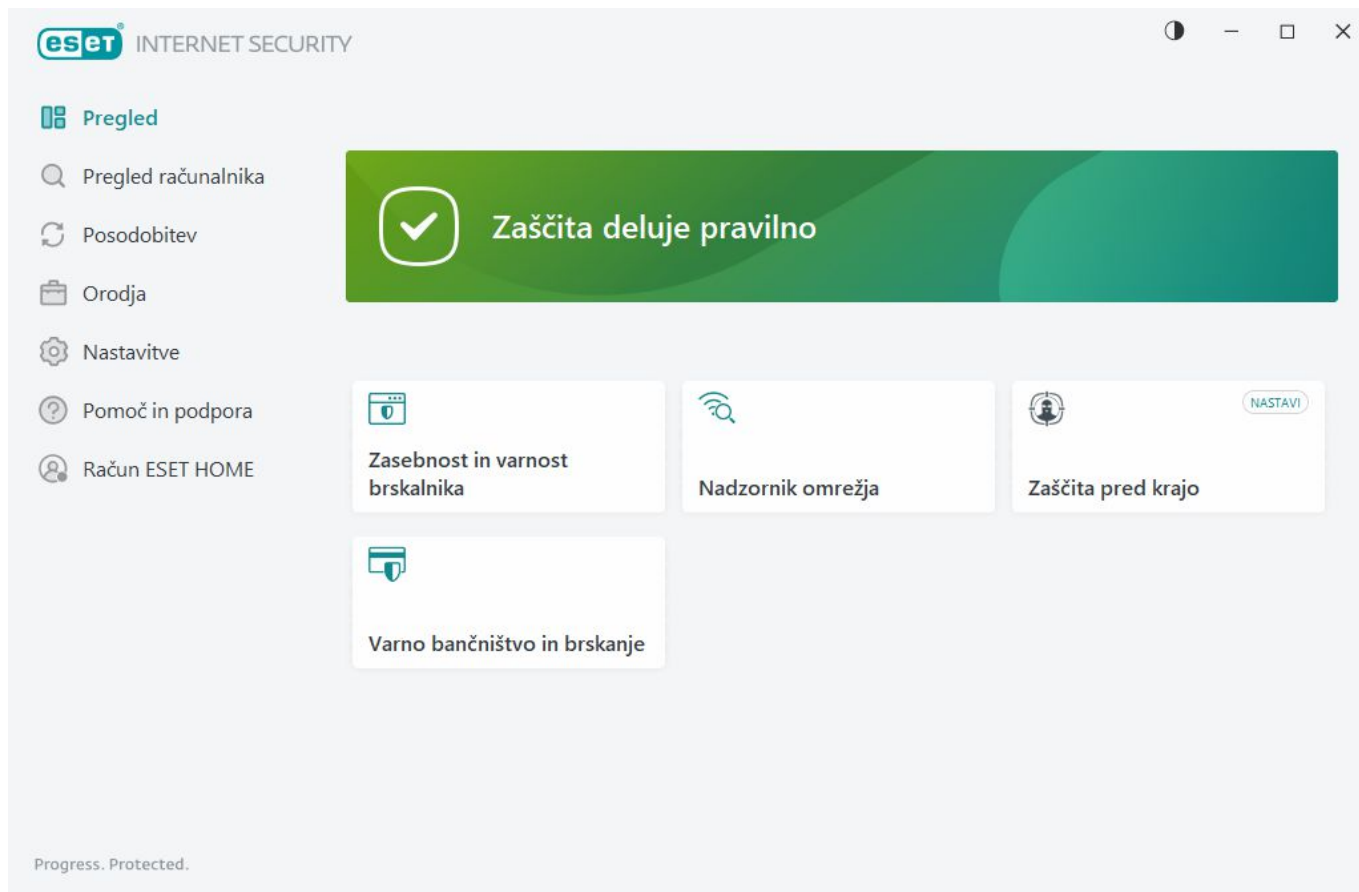 eset® INTERNET SECURITY
Pregled
Pregled računalnika
Posodobitev
Orodja
Nastavitve
Pomoč in podpora
Račun ESET HOME
Zaščita deluje pravilno
Zasebnost in varnost
brskalnika
Nadzornik omrežja
NASTAVI
Zaščita pred krajo
Varno bančništvo in brskanje
Progress. Protected.